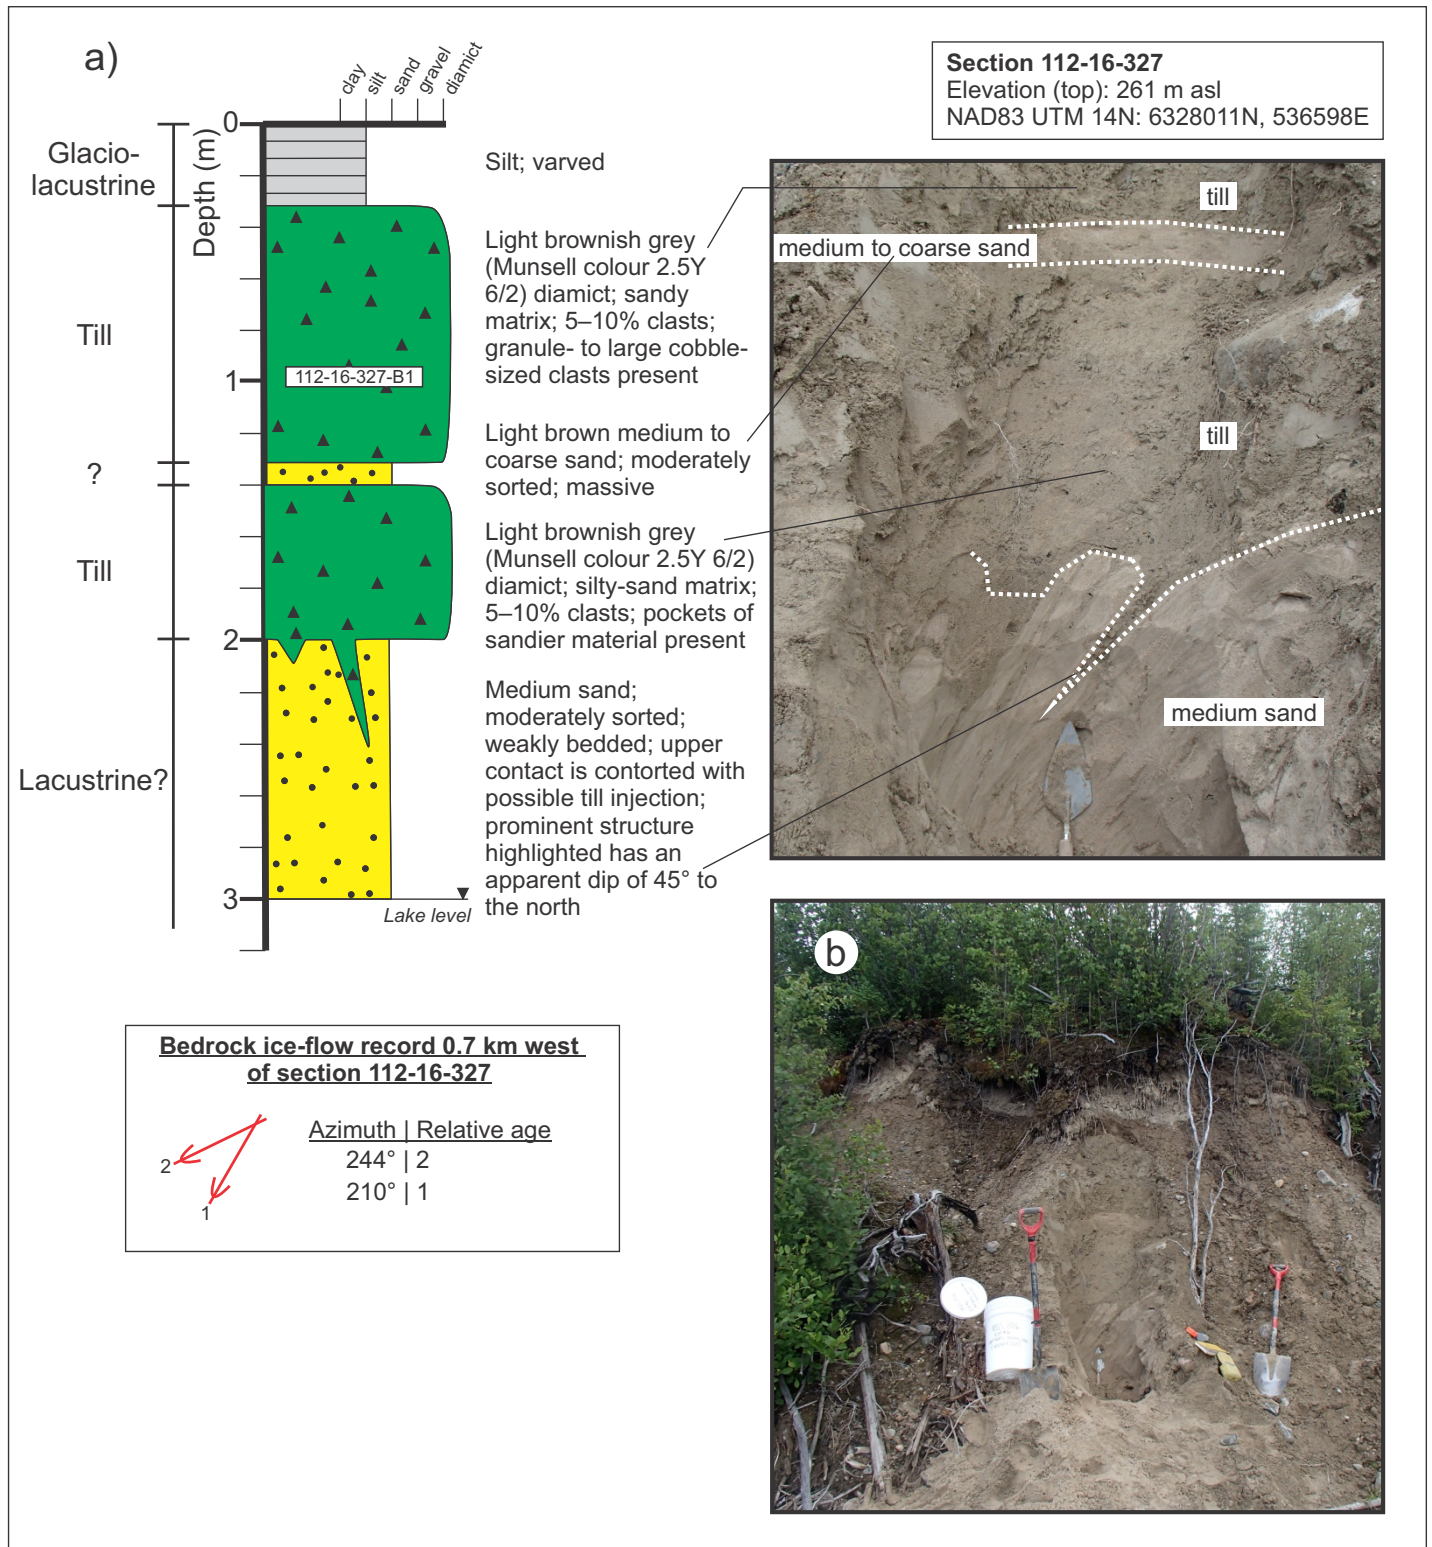 a)
clay
silt
sand
gravel
diamict
Section 112-16-327
Elevation (top): 261 m asl
NAD83 UTM 14N: 6328011N, 536598E
0
1
2
3
Depth (m)
Glacio-
lacustrine
Till
?
Till
Lacustrine?
112-16-327-B1
Lake level
Silt; varved
Light brownish grey
(Munsell colour 2.5Y
6/2) diamict; sandy
matrix; 5–10% clasts;
granule- to large cobble-
sized clasts present
Light brown medium to
coarse sand; moderately
sorted; massive
Light brownish grey
(Munsell colour 2.5Y 6/2)
diamict; silty-sand matrix;
5–10% clasts; pockets of
sandier material present
Medium sand;
moderately sorted;
weakly bedded; upper
contact is contorted with
possible till injection;
prominent structure
highlighted has an
apparent dip of 45° to
the north
till
medium to coarse sand
till
medium sand
b
Bedrock ice-flow record 0.7 km west
of section 112-16-327
Azimuth | Relative age
244° | 2
210° | 1
2
1